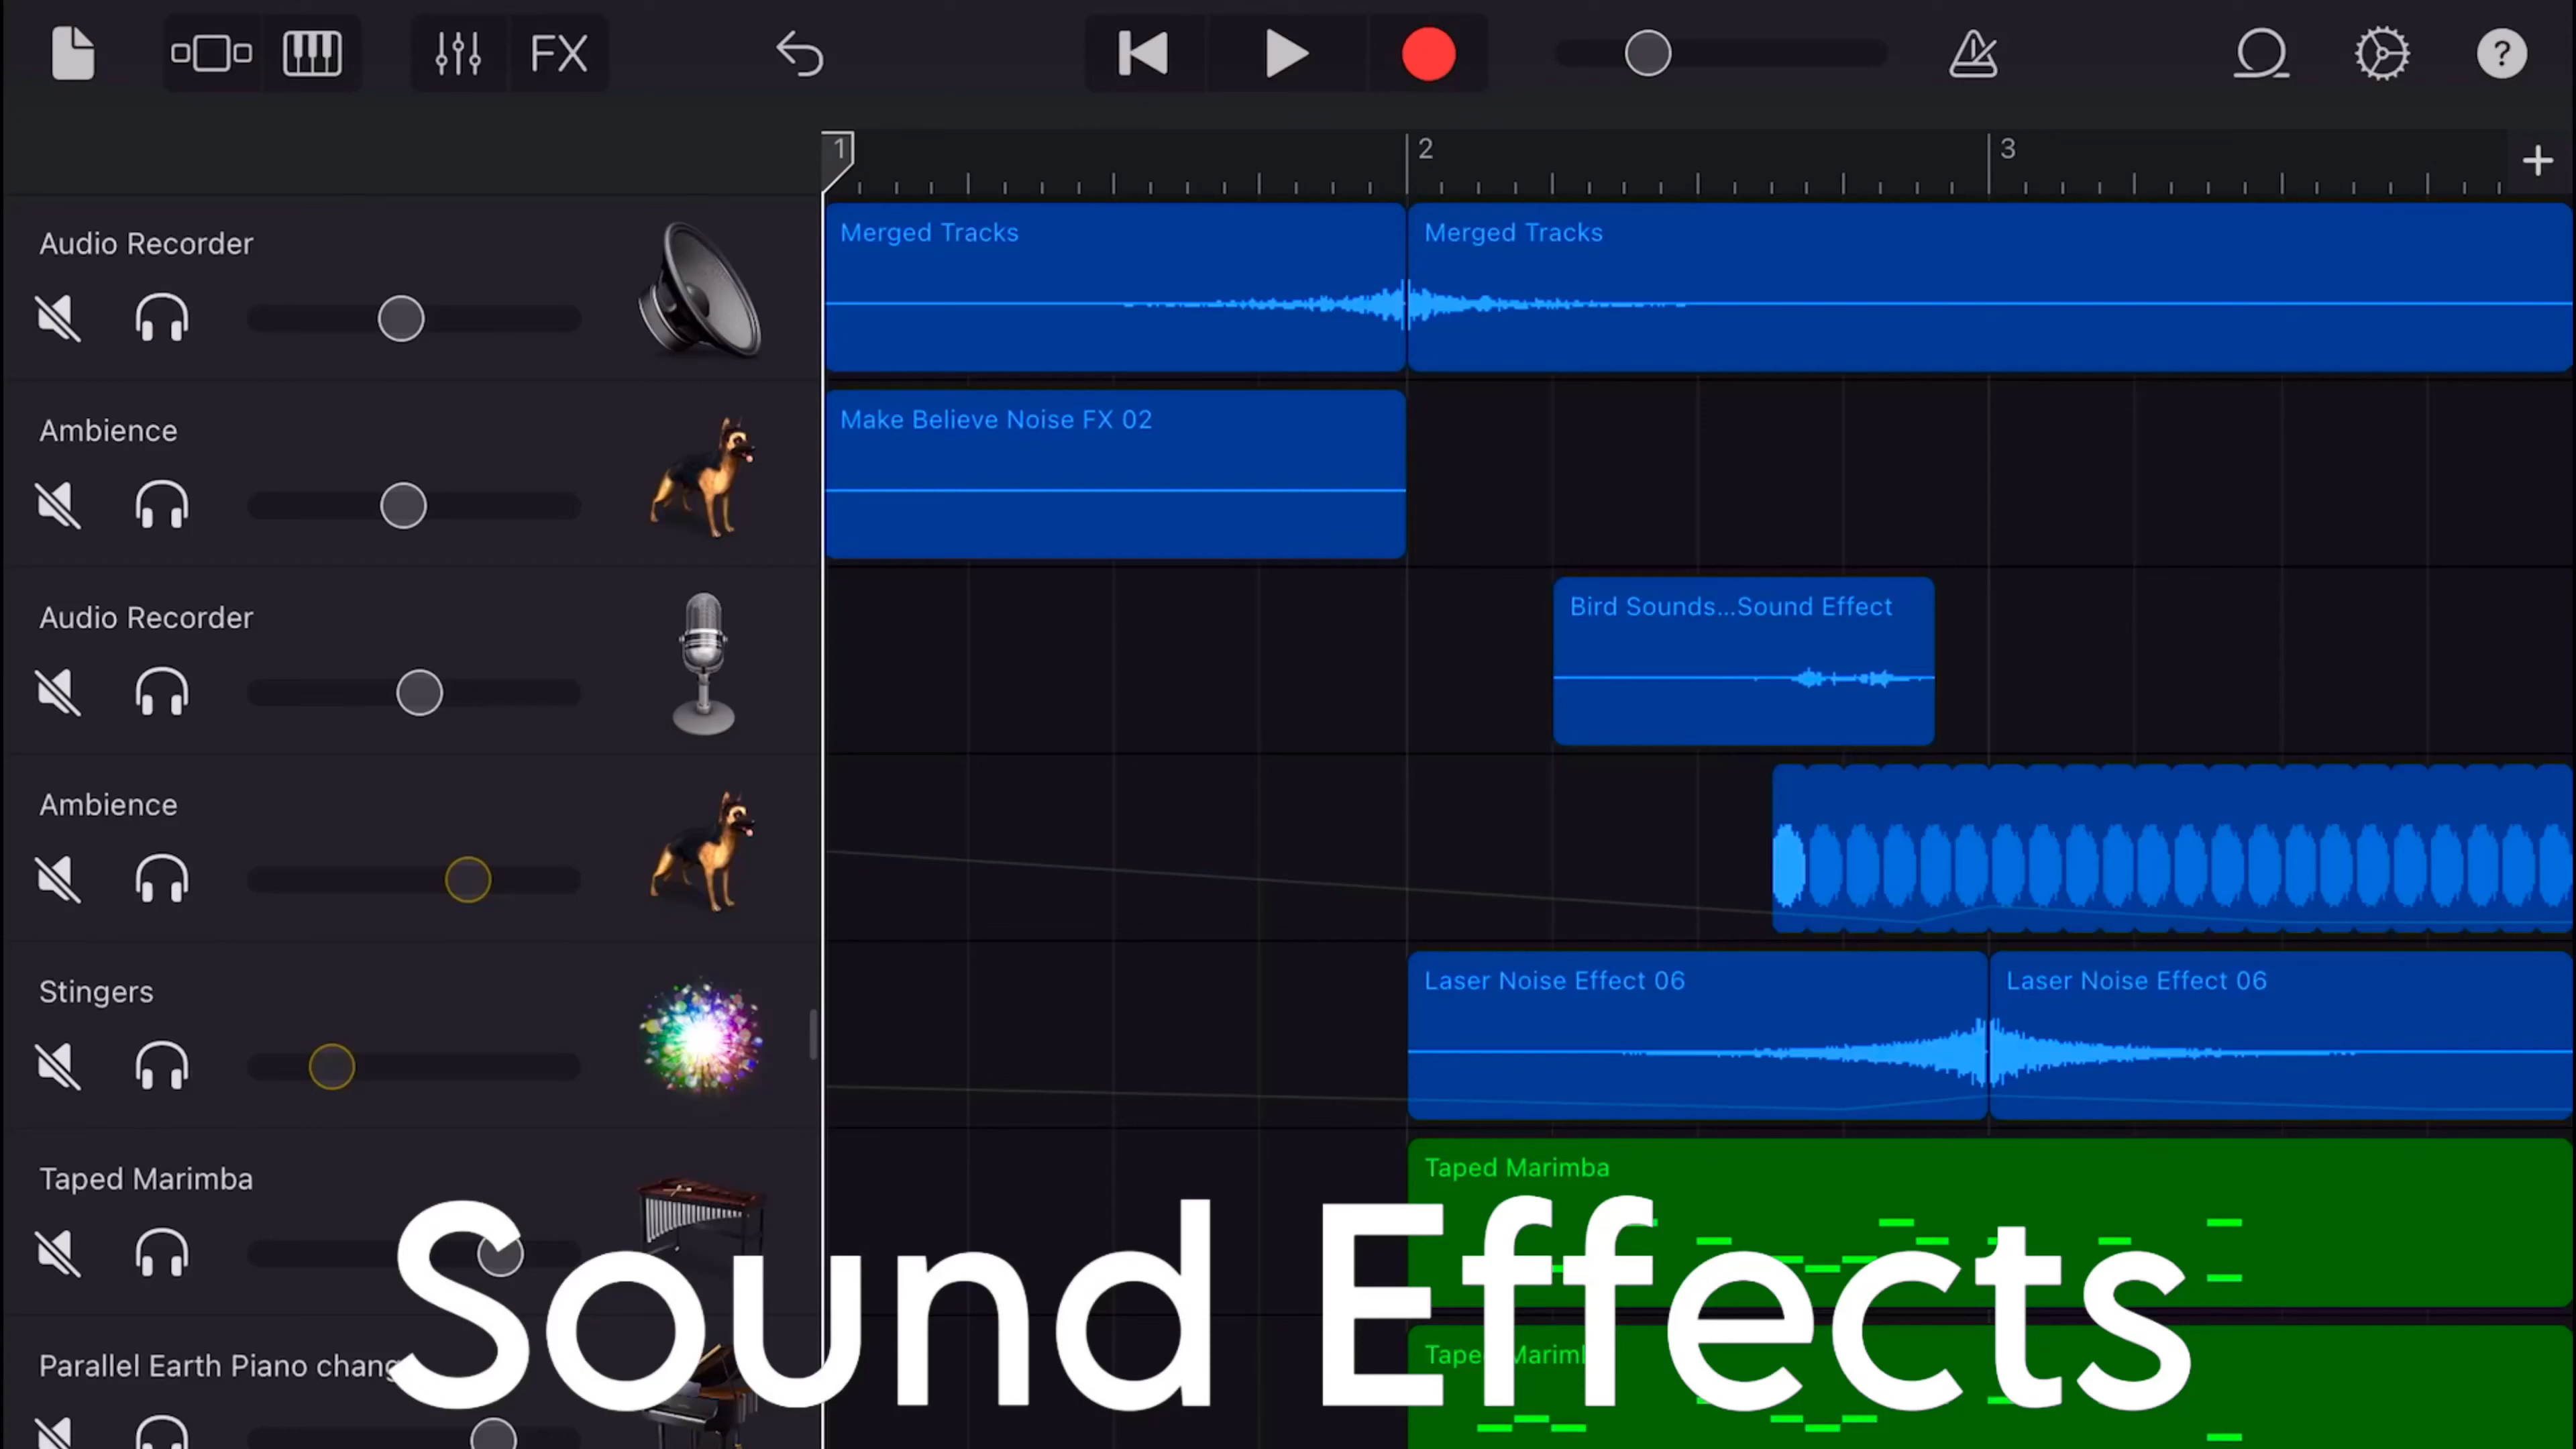 FX
1
2
3
+
?
Audio Recorder
Merged Tracks
Merged Tracks
Ambience
Make Believe Noise FX 02
Audio Recorder
Bird Sounds...Sound Effect
Ambience
Stingers
Laser Noise Effect 06
Laser Noise Effect 06
Taped Marimba
Taped Marimba
Sound Effects
Parallel Earth Piano